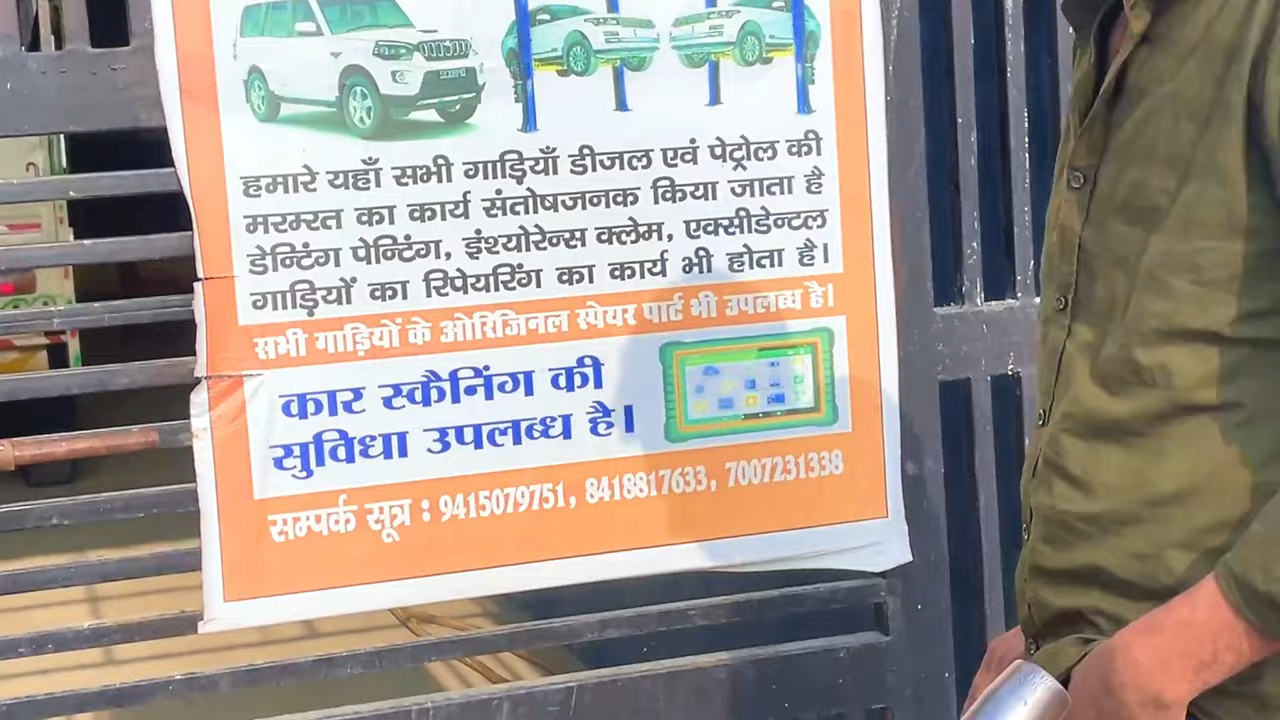 हमारे यहाँ सभी गाड़ियाँ डीजल एवं पेट्रोल की
मरम्रत का कार्य संतोषजनक किया जाता है
डेन्टिंग पेन्टिंग, इंश्योरेन्स क्लेम, एक्सीडेन्टल
गाड़ियों का रिपेयरिंग का कार्य भी होता है।
सभी गाड़ियों के ओरिजिनल स्पेयर पार्ट भी उपलब्ध है।
कार स्कैनिंग की
सुविधा उपलब्ध है।
सम्पर्क सूत्र : 9415079751, 8418817633, 7007231338